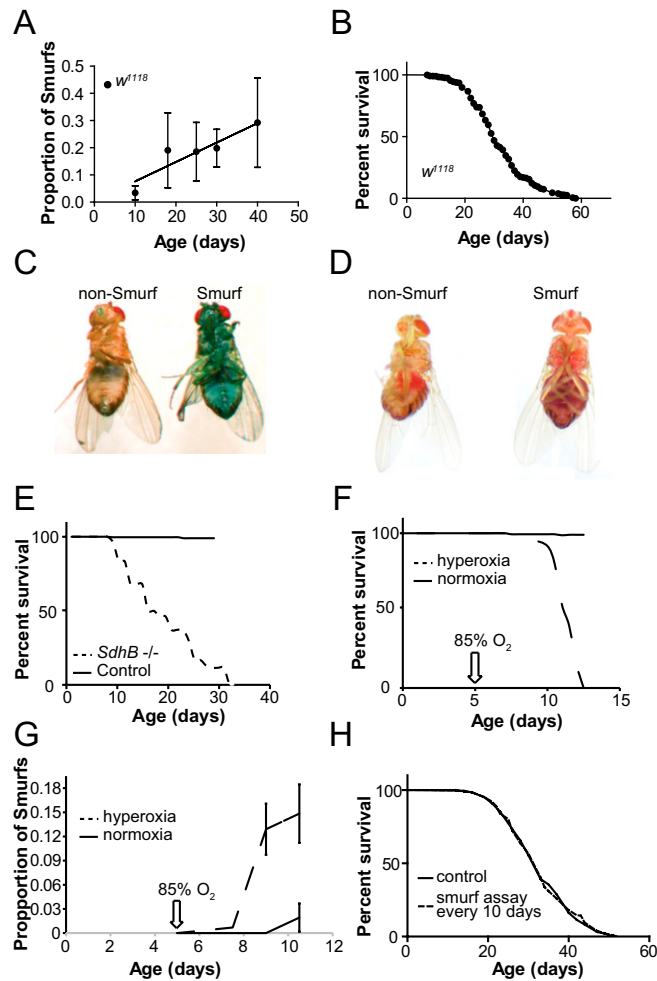 A
Proportion of Smurfs
0.5
0.4
0.3
0.2
0.1
0.0
w1118
0 10 20 30 40 50
Age (days)
B
Percent survival
100
50
0
w1118
0 20 40 60
Age (days)
C
non-Smurf Smurf
D
non-Smurf Smurf
E
Percent survival
100
50
0
SdhB -/-
Control
0 10 20 30 40
Age (days)
F
Percent survival
100
50
0
hyperoxia
normoxia
85% O2
0 5 10 15
Age (days)
G
Propportion of Smurfs
0.18
0.15
0.12
0.09
0.06
0.03
0
hyperoxia
normoxia
85% O2
0 2 4 6 8 10 12
Age (days)
H
Percent survival
100
50
0
control
smurf assay
every 10 days
0 20 40 60
Age (days)